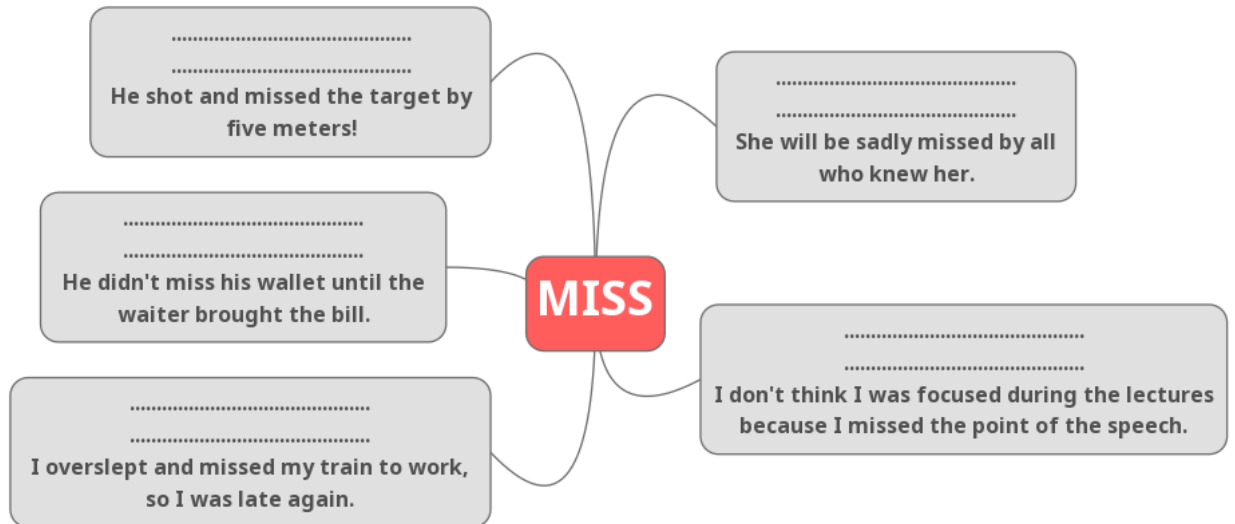 ............................................
............................................
He shot and missed the target by
five meters!
............................................
............................................
She will be sadly missed by all
who knew her.
............................................
............................................
He didn't miss his wallet until the
waiter brought the bill.
MISS
............................................
............................................
I don't think I was focused during the lectures
because I missed the point of the speech.
............................................
............................................
I overslept and missed my train to work,
so I was late again.